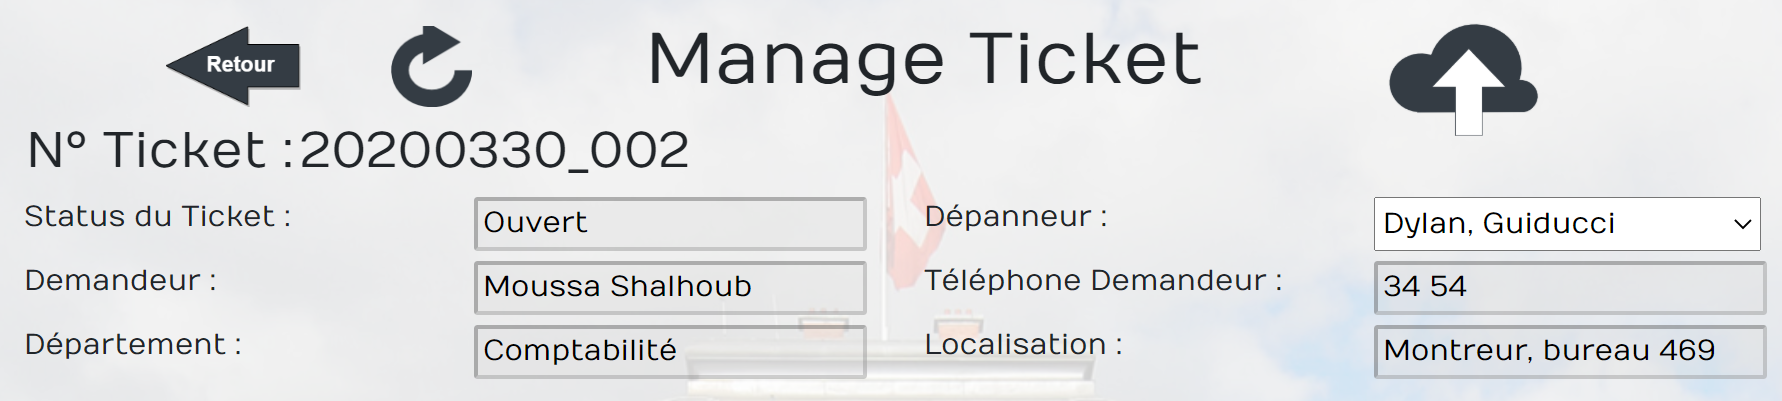 Retour
Manage Ticket
N° Ticket :20200330_002
Status du Ticket : Ouvert Dépanneur : Dylan, Guiducci
Demandeur : Moussa Shalhoub Téléphone Demandeur : 34 54
Département : Comptabilité Localisation : Montreur, bureau 469